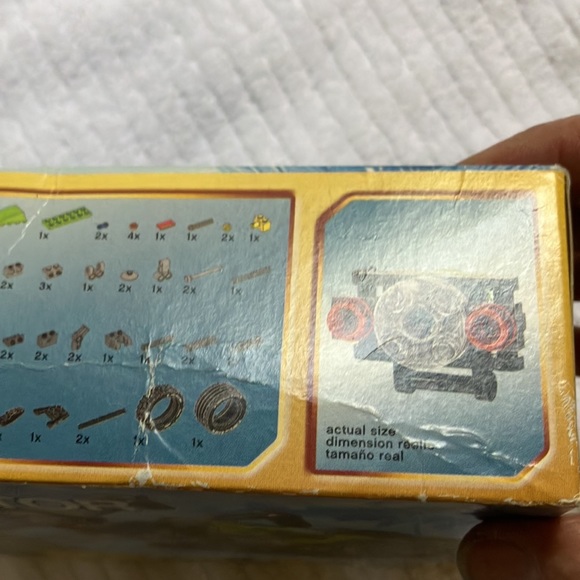 1x 2x 4x 1x 1x 2x 1x
2x 3x 1x 2x 1x 2x 1x
2x 2x 2x 1x 1x 2x
1x 2x 1x 1x
actual size
dimension réelle
tamaño real